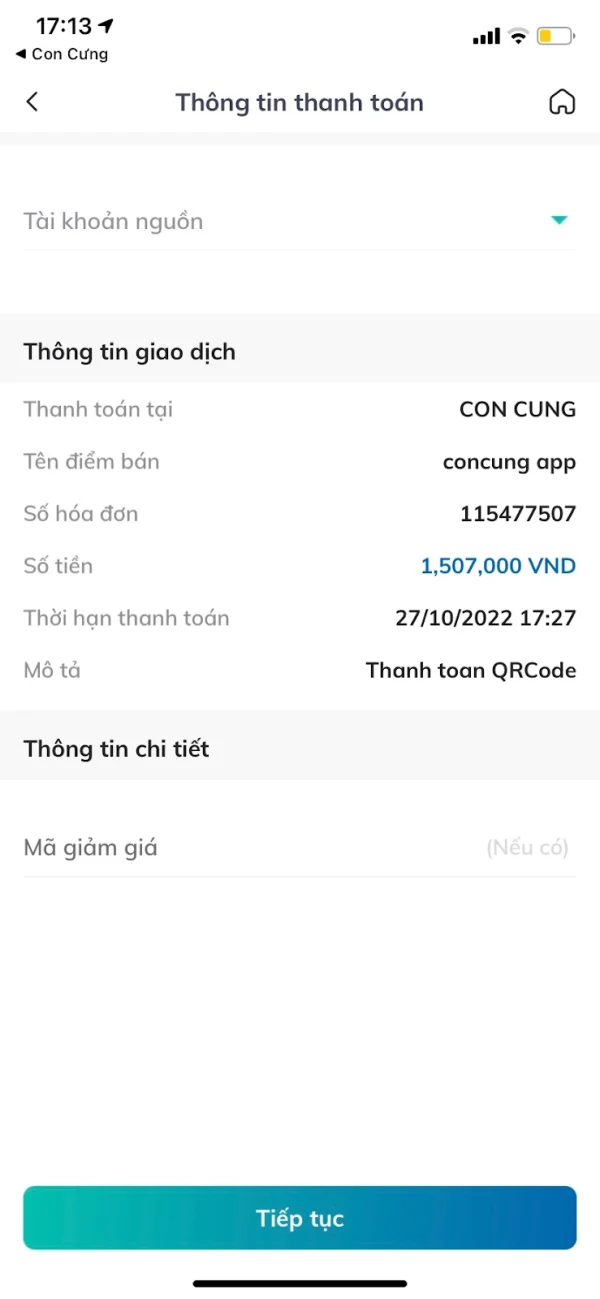 17:13
◀ Con Cưng
Thông tin thanh toán
Tài khoản nguồn
Thông tin giao dịch
Thanh toán tại CON CUNG
Tên điểm bán concung app
Số hóa đơn 115477507
Số tiền 1,507,000 VND
Thời hạn thanh toán 27/10/2022 17:27
Mô tả Thanh toan QRCode
Thông tin chi tiết
Mã giảm giá (Nếu có)
Tiếp tục